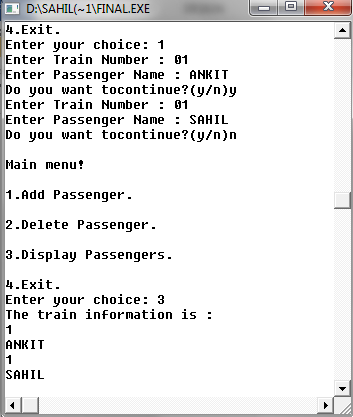 D:\SAHIL(~1\FINAL.EXE
4.Exit.
Enter your choice: 1
Enter Train Number : 01
Enter Passenger Name : ANKIT
Do you want tocontinue?(y/n)y
Enter Train Number : 01
Enter Passenger Name : SAHIL
Do you want tocontinue?(y/n)n
Main menu!
1.Add Passenger.
2.Delete Passenger.
3.Display Passengers.
4.Exit.
Enter your choice: 3
The train information is :
1
ANKIT
1
SAHIL